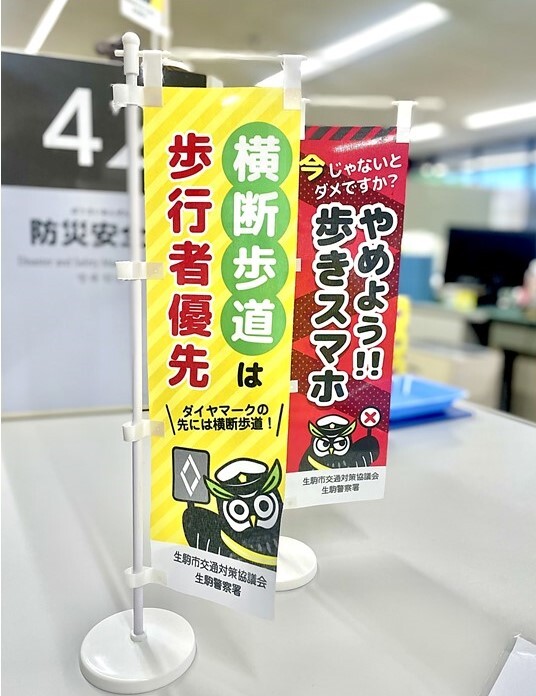 42
防災安全
横断歩道は
歩行者優先
ダイヤマークの
先には横断歩道！
生駒市交通対策協議会
生駒警察署
今じゃないと
ダメですか？
やめよう!!
歩きスマホ
生駒市交通対策協議会
生駒警察署